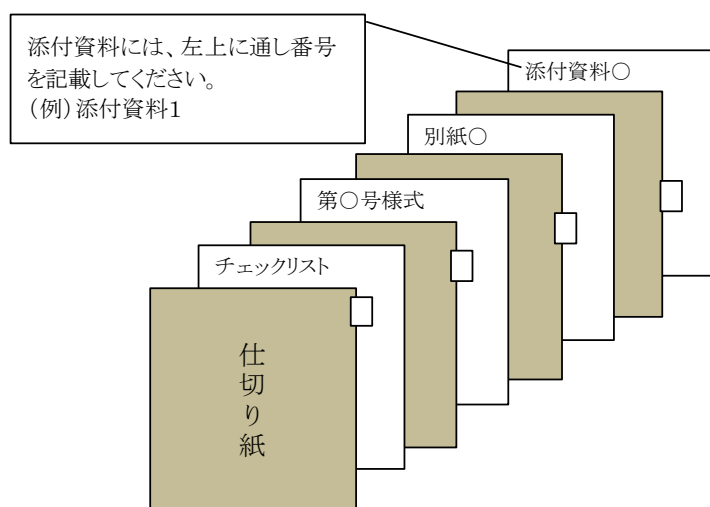 添付資料には、左上に通し番号
を記載してください。
(例)添付資料1
添付資料○
別紙○
第○号様式
チェックリスト
仕切り紙